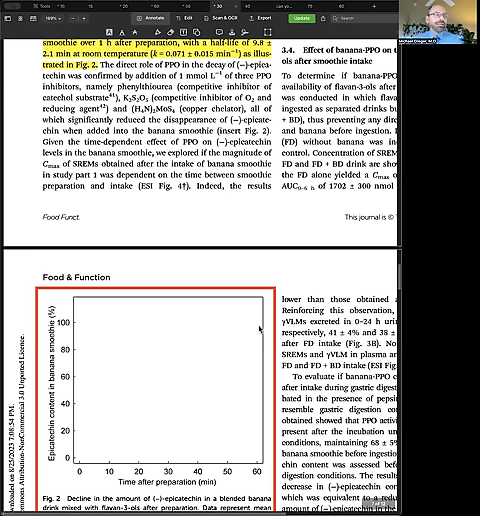 189%
Annotate
Edit
Scan & OCR
Export
Update
Search
Michael Greger, M.D.
smoothie over 1 h after preparation, with a half-life of 9.8 ±
2.1 min at room temperature (k = 0.071 ± 0.015 min⁻¹) as illus-
trated in Fig. 2. The direct role of PPO in the decay of (−)-epica-
techin was confirmed by addition of 1 mmol L⁻¹ of three PPO
inhibitors, namely phenylthiourea (competitive inhibitor of
catechol substrate⁴¹), K₂S₂O₅ (competitive inhibitor of O₂ and
reducing agent⁴²) and (H₄N)₂MoS₄ (copper chelator), all of
which significantly reduced the disappearance of (−)-epicate-
chin when added into the banana smoothie (insert Fig. 2).
Given the time-dependent effect of PPO on (−)-epicatechin
levels in the banana smoothie, we explored if the magnitude of
Cmax of SREMs obtained after the intake of banana smoothie
in study part 1 was dependent on the time between smoothie
preparation and intake (ESI Fig. 4†). Indeed, the results
3.4. Effect of banana-PPO on t
ols after smoothie intake
To determine if banana-PPO
availability of flavan-3-ols after
was conducted in which flava
ingested as separated drinks bu
+ BD), thus preventing any direc
and banana before ingestion. I
(FD) without banana was in
control. Concentration of SREM
FD and FD + BD drink are sho
the FD alone yielded a Cmax o
AUC₀₋₆ h of 1702 ± 300 nmol
Food Funct.
This journal is ©
Food & Function
wnloaded on 8/25/2023 7:08:54 PM.
mmons Attribution-NonCommercial 3.0 Unported Licence.
Epicatechin content in banana smoothie (%)
100
80
60
40
20
0
0 10 20 30 40 50 60
Time after preparation (min)
Fig. 2 Decline in the amount of (−)-epicatechin in a blended banana
drink mixed with flavan-3-ols after preparation. Data represent mean
lower than those obtained a
Reinforcing this observation,
γVLMs excreted in 0–24 h uri
respectively, 41 ± 4% and 38 ±
after FD intake (Fig. 3B). No
SREMs and γVLM in plasma ar
FD and FD + BD intake (ESI Fig
To evaluate if banana-PPO c
after intake during gastric digest
bated in the presence of pepsi
resemble gastric digestion co
obtained showed that PPO activ
present after the incubation un
conditions, maintaining 68 ± 5%
banana smoothie before ingestio
chin content was assessed befo
digestion conditions. The result
decrease in (−)-epicatechin con
which was equivalent to a redu
amount of (−)-epicatechin in the